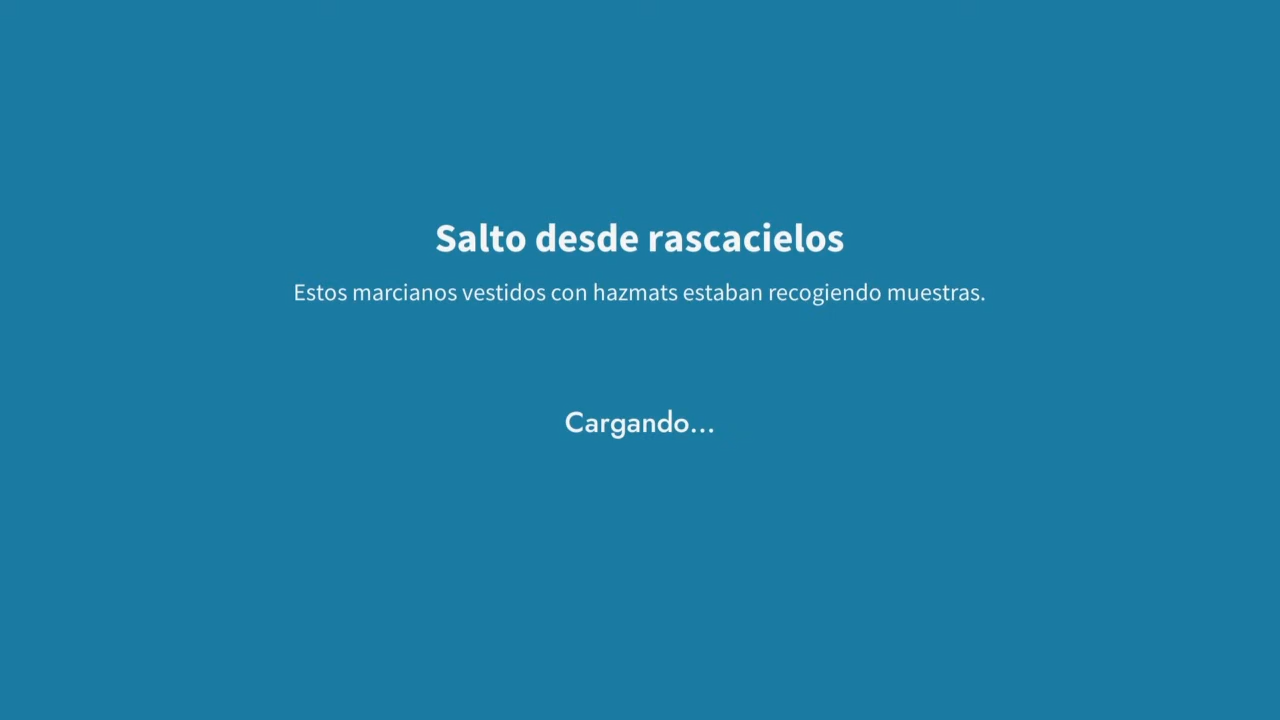 Salto desde rascacielos
Estos marcianos vestidos con hazmats estaban recogiendo muestras.
Cargando...